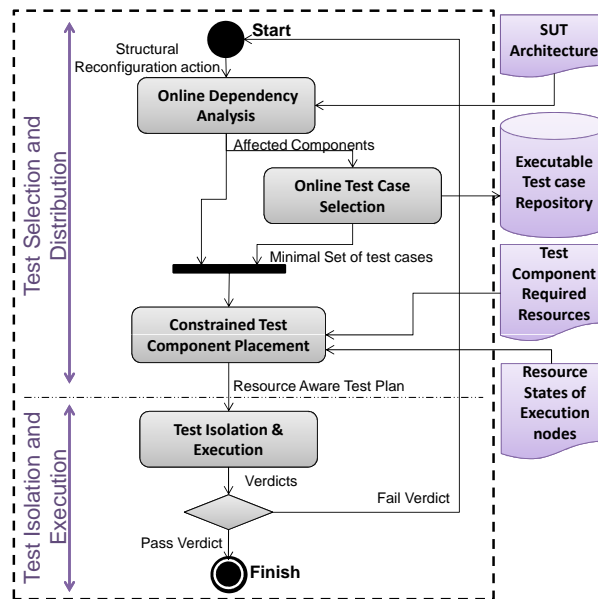 Start
Structural
Reconfiguration action
Online Dependency
Analysis
Affected Components
Online Test Case
Selection
Minimal Set of test cases
Constrained Test
Component Placement
Resource Aware Test Plan
Test Isolation &
Execution
Verdicts
Fail Verdict
Pass Verdict
Finish
Test Selection and
Distribution
Test Isolation and
Execution
SUT
Architecture
Executable
Test case
Repository
Test
Component
Required
Resources
Resource
States of
Execution
nodes